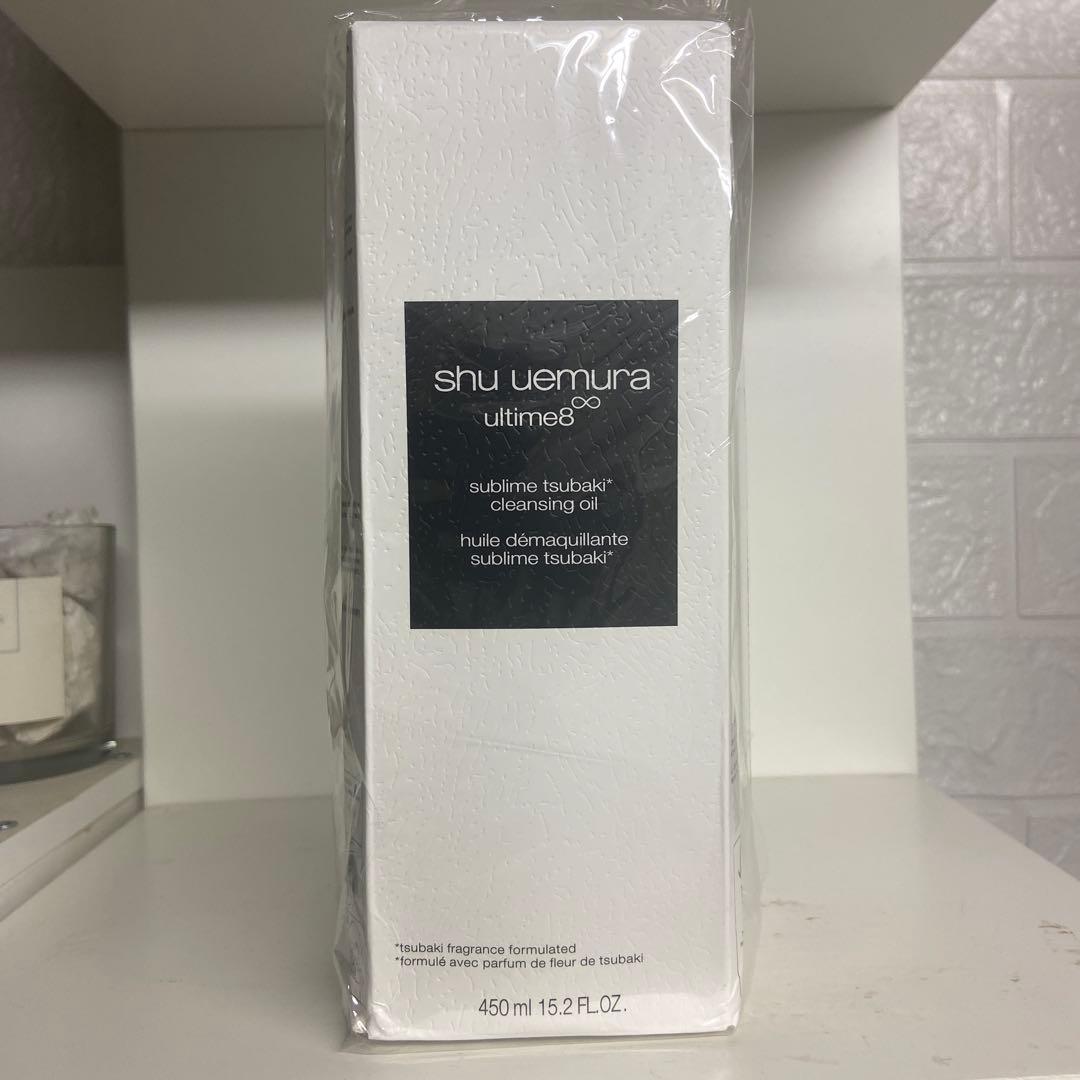 shu uemura
ultime8∞
sublime tsubaki*
cleansing oil
huile démaquillante
sublime tsubaki*
*tsubaki fragrance formulated
*formulé avec parfum de fleur de tsubaki
450 ml 15.2 FL.OZ.